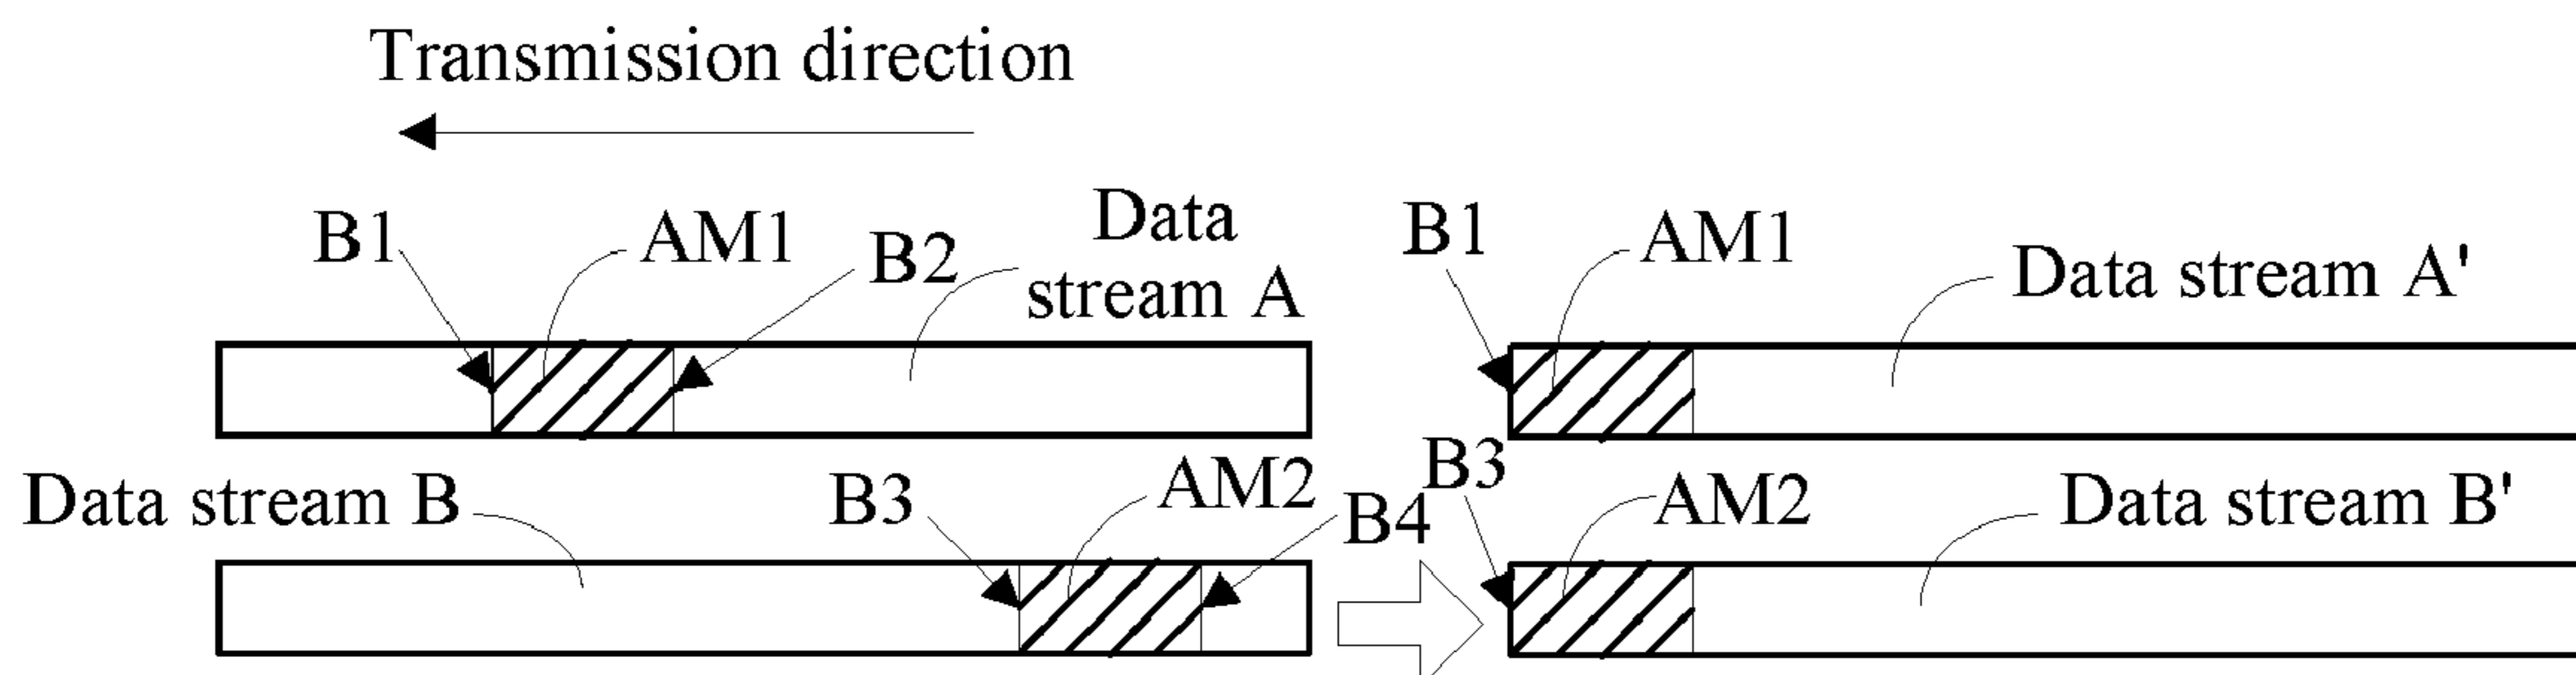 Transmission direction
B1
AM1
B2
Data
stream A
B1
AM1
Data stream A'
Data stream B
B3
AM2
B4
B3
AM2
Data stream B'